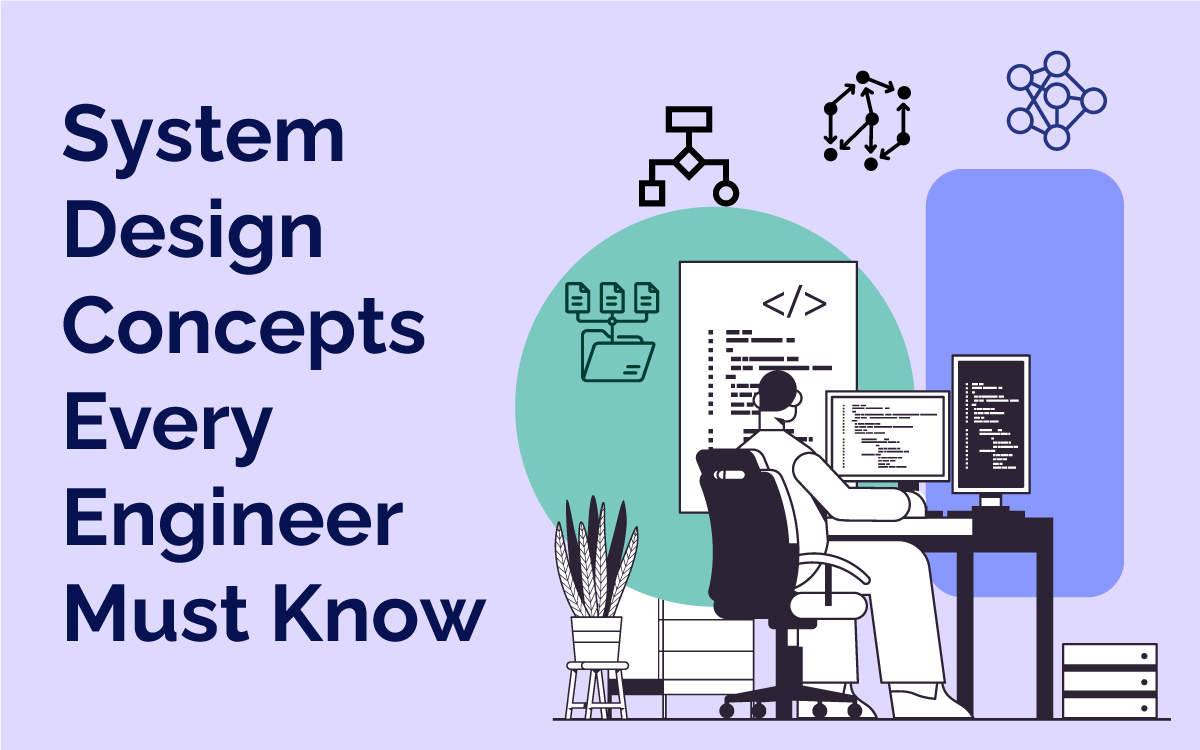 System
Design
Concepts
Every
Engineer
Must Know
</>